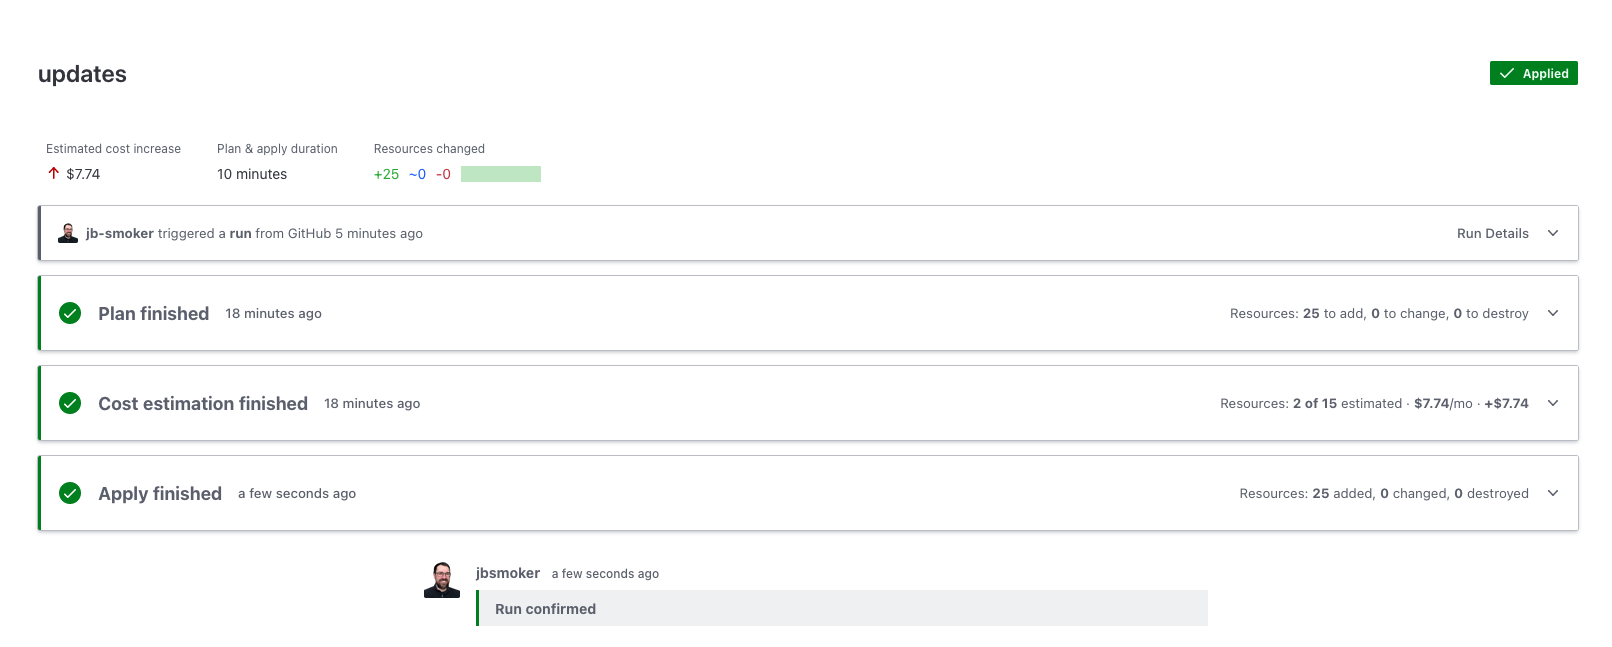 updates
Applied
Estimated cost increase
Plan & apply duration
Resources changed
$7.74
10 minutes
+25 ~0 -0
jb-smoker triggered a run from GitHub 5 minutes ago
Run Details
Plan finished 18 minutes ago
Resources: 25 to add, 0 to change, 0 to destroy
Cost estimation finished 18 minutes ago
Resources: 2 of 15 estimated · $7.74/mo · +$7.74
Apply finished a few seconds ago
Resources: 25 added, 0 changed, 0 destroyed
jbsmoker a few seconds ago
Run confirmed